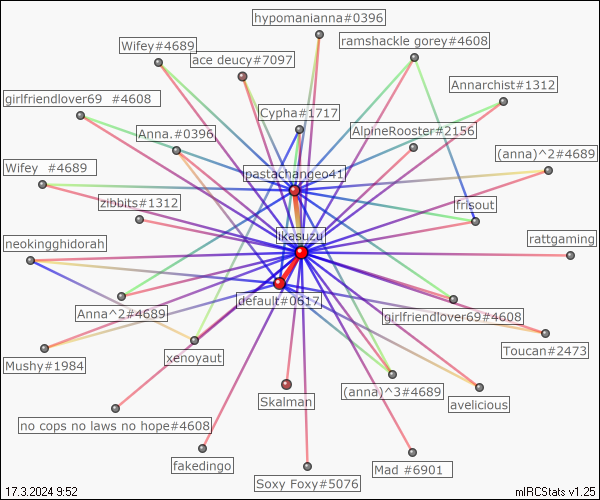 hypomanianna#0396
Wifey#4689
ramshackle gorey#4608
ace deucy#7097
Annarchist#1312
girlfriendlover69 #4608
Cypha#1717
Anna.#0396
AlpineRooster#2156
(anna)^2#4689
Wifey #4689
pastachangeo41
zibbits#1312
frisout
ikasuzu
rattgaming
neokingghidorah
default#0617
Anna^2#4689
girlfriendlover69#4608
Toucan#2473
xenoyaut
Mushy#1984
(anna)^3#4689
Skalman
avelicious
no cops no laws no hope#4608
fakedingo
Mad #6901
Soxy Foxy#5076
17.3.2024 9:52
mIRCStats v1.25